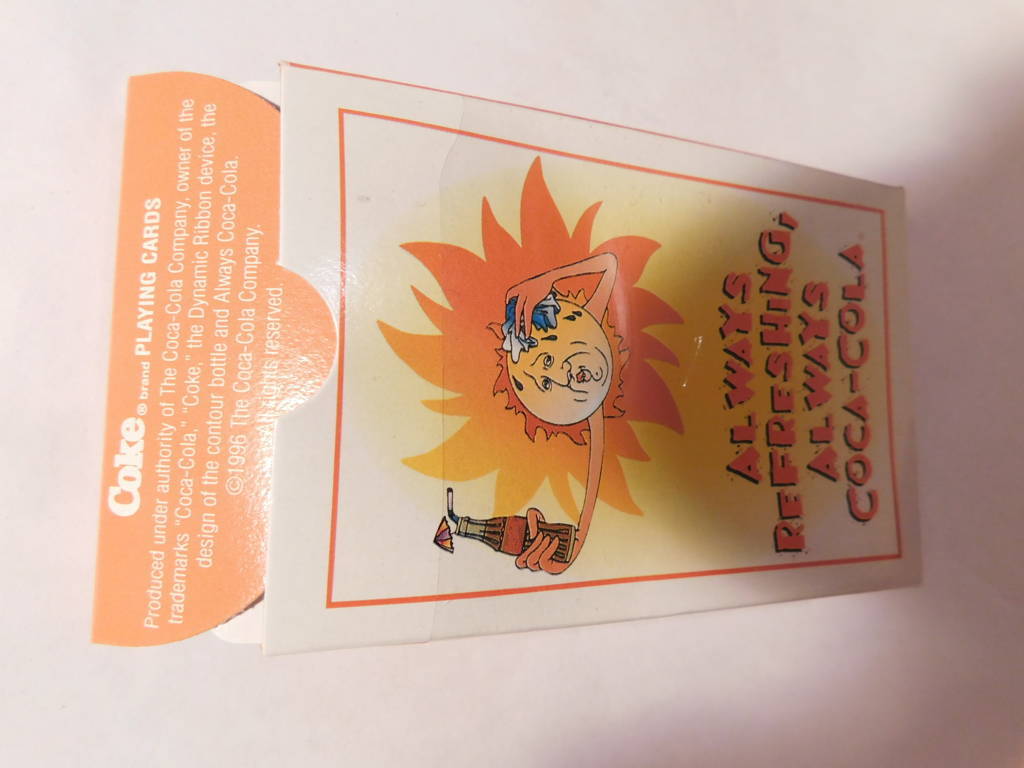 Coke® brand PLAYING CARDS
Produced under authority of The Coca-Cola Company, owner of the
trademarks "Coca-Cola," "Coke," the Dynamic Ribbon device, the
design of the contour bottle and Always Coca-Cola.
©1996 The Coca-Cola Company.
All rights reserved.
ALWAYS
REFRESHING,
ALWAYS
COCA-COLA